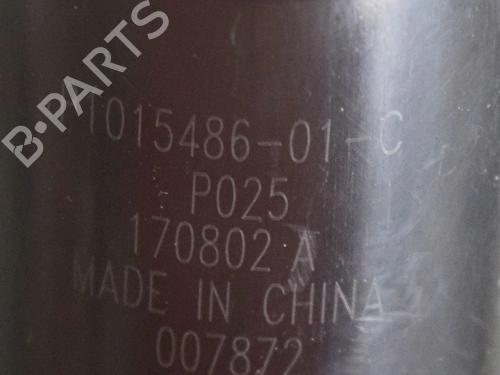 B-PARTS
1015486-01-C
P025
170802 A
MADE IN CHINA
007872